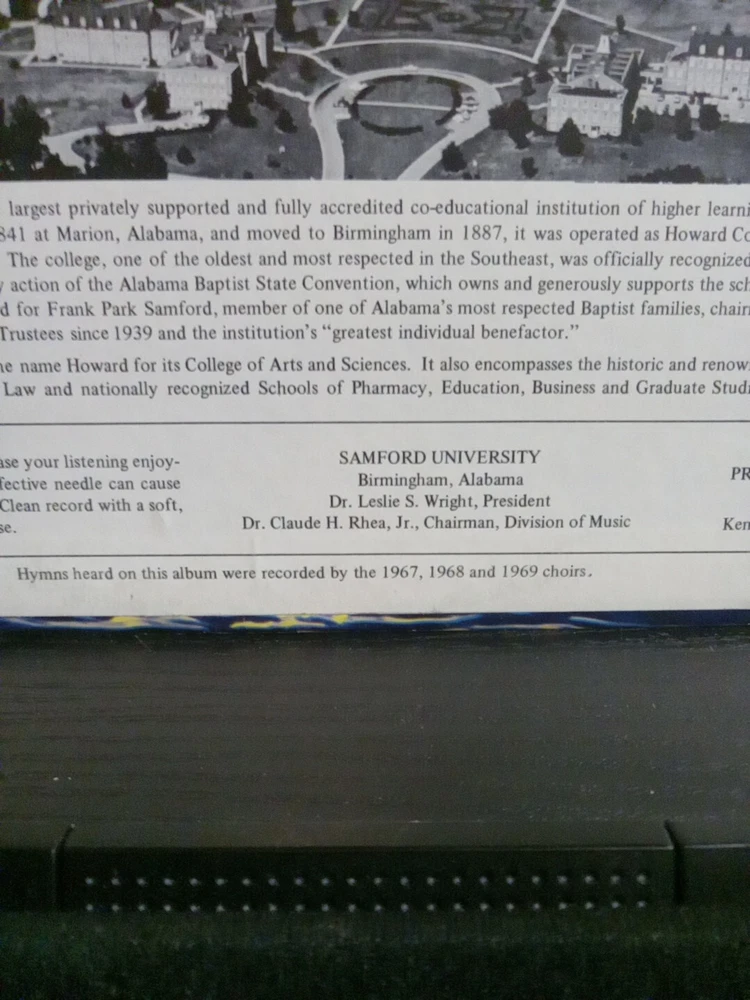 largest privately supported and fully accredited co-educational institution of higher learni
841 at Marion, Alabama, and moved to Birmingham in 1887, it was operated as Howard Co
The college, one of the oldest and most respected in the Southeast, was officially recognized
y action of the Alabama Baptist State Convention, which owns and generously supports the sch
d for Frank Park Samford, member of one of Alabama's most respected Baptist families, chair
Trustees since 1939 and the institution's "greatest individual benefactor."
he name Howard for its College of Arts and Sciences. It also encompasses the historic and renow
Law and nationally recognized Schools of Pharmacy, Education, Business and Graduate Stud
ase your listening enjoy-
fective needle can cause
Clean record with a soft,
se.
SAMFORD UNIVERSITY
Birmingham, Alabama
Dr. Leslie S. Wright, President
Dr. Claude H. Rhea, Jr., Chairman, Division of Music
PR
Ken
Hymns heard on this album were recorded by the 1967, 1968 and 1969 choirs.